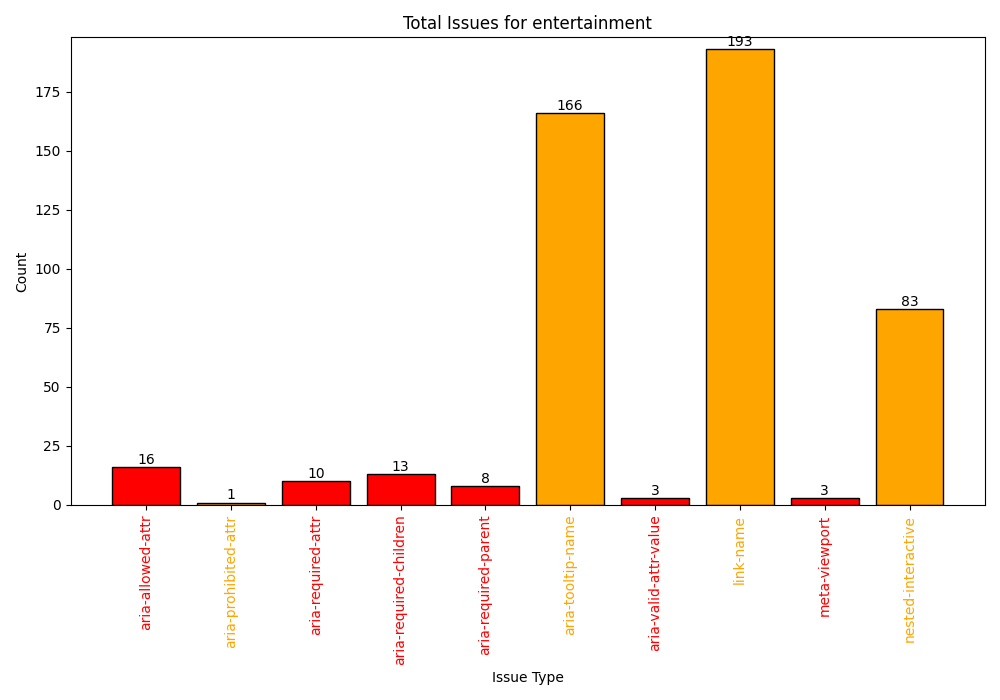 Total Issues for entertainment
Count
175
150
125
100
75
50
25
0
16
1
10
13
8
166
3
193
3
83
aria-allowed-attr
aria-prohibited-attr
aria-required-attr
aria-required-children
aria-required-parent
aria-tooltip-name
aria-valid-attr-value
link-name
meta-viewport
nested-interactive
Issue Type